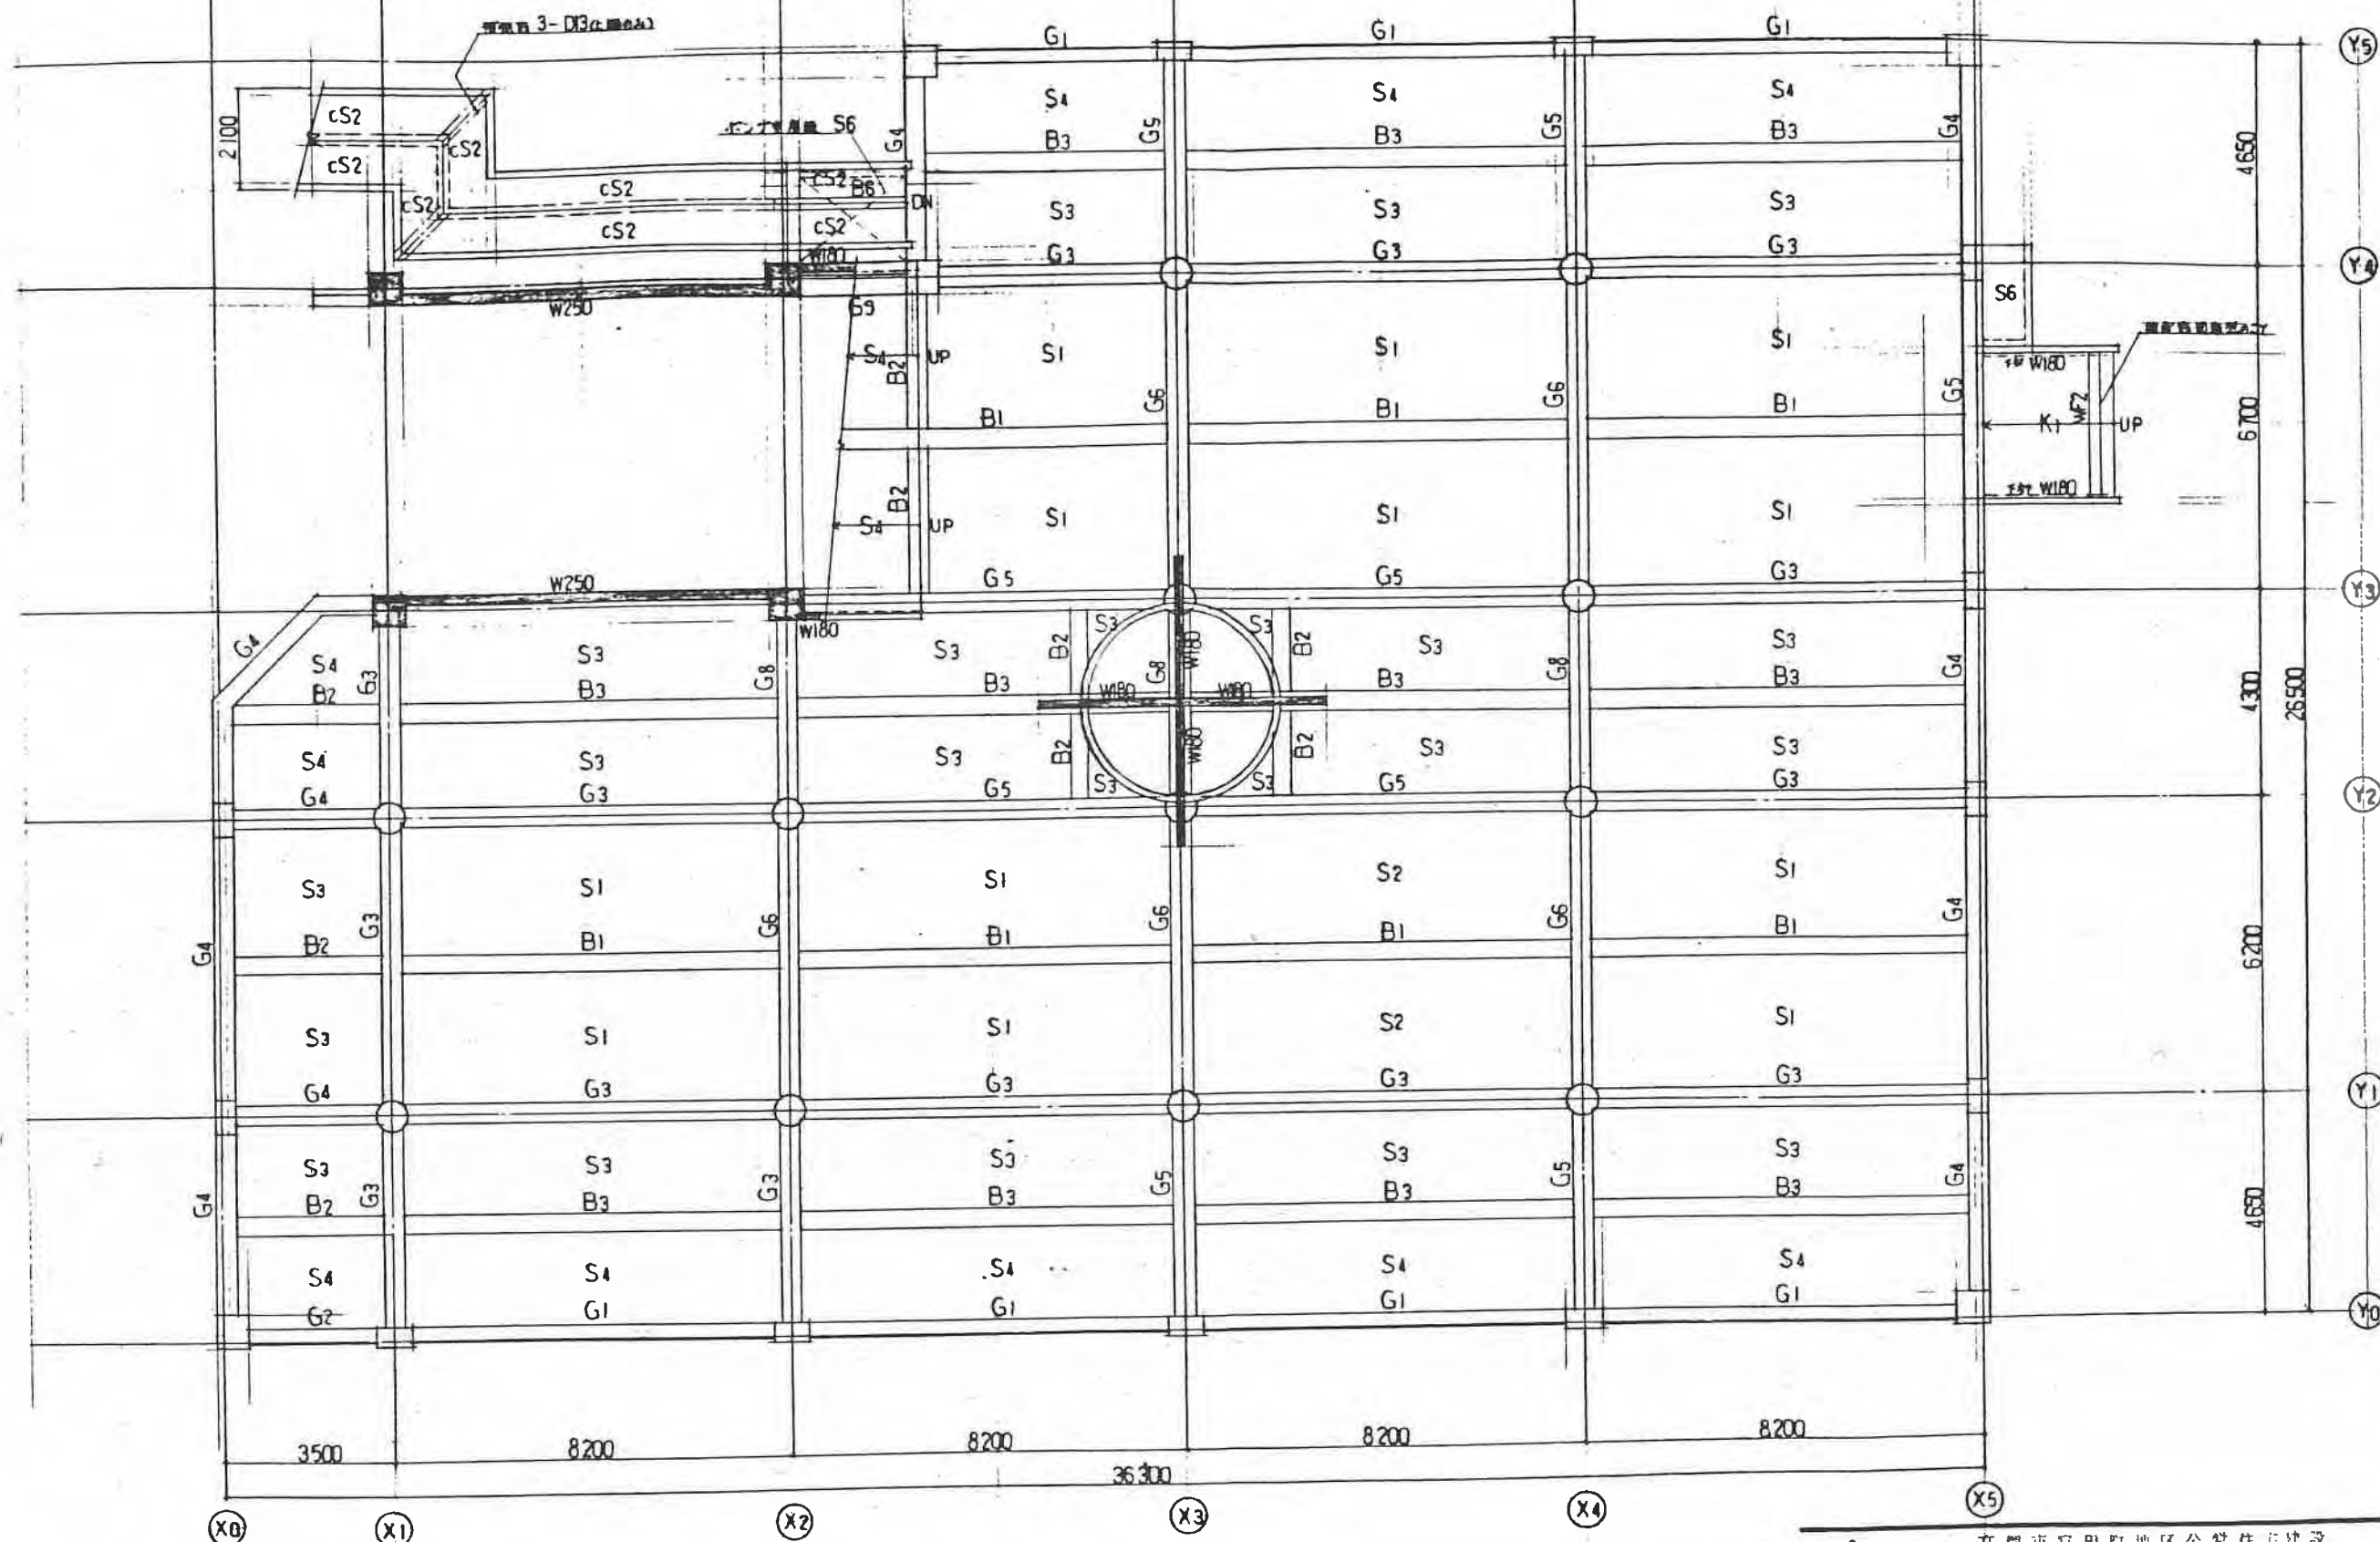 3-D13
G1 G1 G1
Y5
cS2
S4 S4 S4
2100
S6
G4 G5 G5 G4
B3 B3 B3
4650
cS2
cS2
cS2
cS2 B6
cS2
DN
S3 S3 S3
cS2
cS2
G3 G3 G3
W180
Y4
W250
G9
S6
S4 UP
B2
S1 S1 S1
W180
G6 G6 G5
B1 B1 B1
K1 WF2 UP
6700
B2
S4 UP
S1 S1 S1
W180
W250
G5 G5 G3
Y3
W180
G4
S4 G3
S3
G8
S3
B2 S3
G8 W180
S3 B2
S3
G8
S3
G4
B2 B3 B3 W180 W180 B3 B3
4300
26500
S4 S3 S3
B2 W180 B2
S3 S3
G4 G3 G5 S3 S3 G5 G3
Y2
S3 S1 S1 S2 S1
G4 G3 G6 G6 G6 G4
B2 B1 B1 B1 B1
6200
S3 S1 S1 S2 S1
G4 G3 G3 G3 G3
Y1
S3 S3 S3 S3 S3
G4 G3 G3 G5 G5 G4
B2 B3 B3 B3 B3
4650
S4 S4 S4 S4 S4
G2 G1 G1 G1 G1
Y0
3500 8200 8200 8200 8200
36300
X0 X1 X2 X3 X4 X5